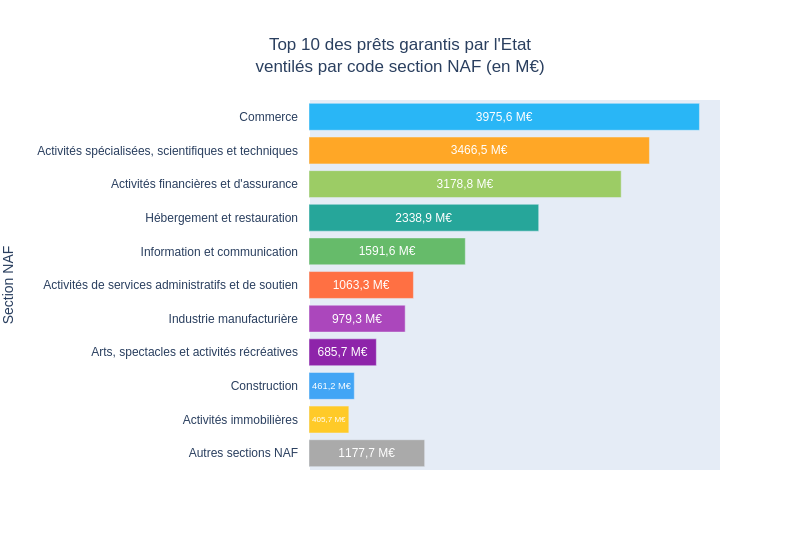 Top 10 des prêts garantis par l'Etat
ventilés par code section NAF (en M€)
Section NAF
Commerce 3975,6 M€
Activités spécialisées, scientifiques et techniques 3466,5 M€
Activités financières et d'assurance 3178,8 M€
Hébergement et restauration 2338,9 M€
Information et communication 1591,6 M€
Activités de services administratifs et de soutien 1063,3 M€
Industrie manufacturière 979,3 M€
Arts, spectacles et activités récréatives 685,7 M€
Construction 461,2 M€
Activités immobilières 405,7 M€
Autres sections NAF 1177,7 M€